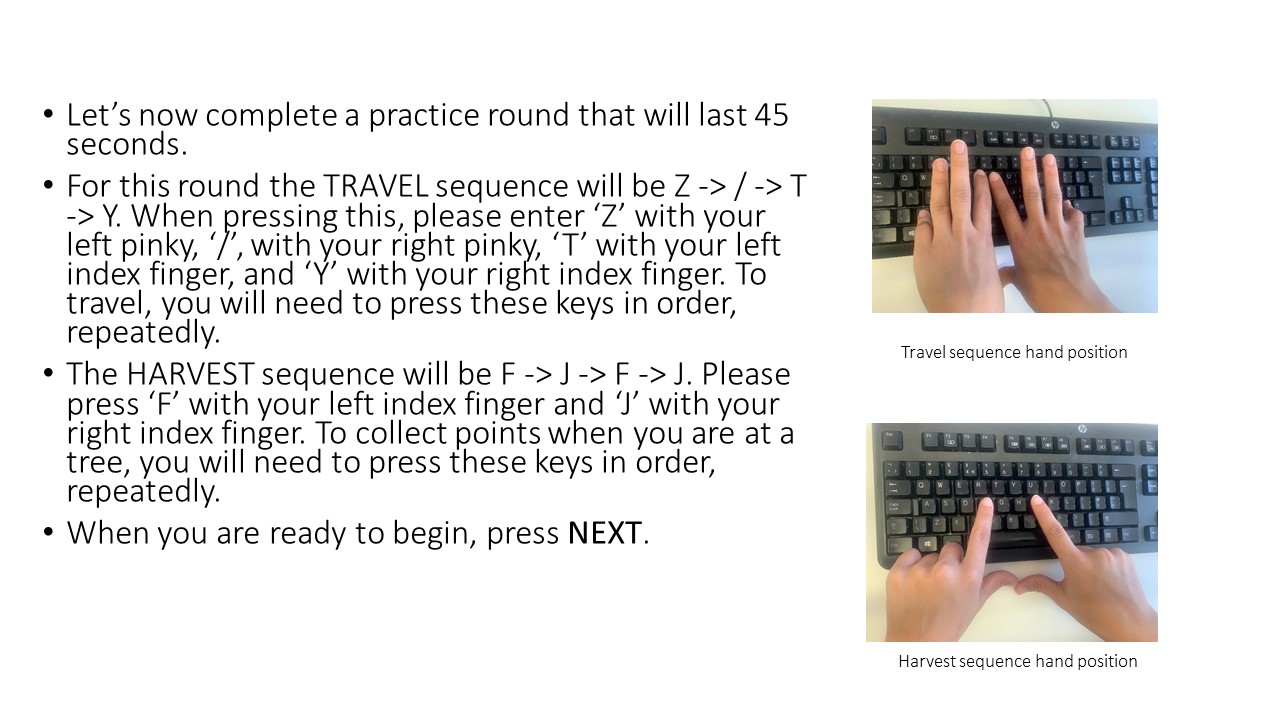 • Let’s now complete a practice round that will last 45
seconds.
• For this round the TRAVEL sequence will be Z -> / -> T
-> Y. When pressing this, please enter ‘Z’ with your
left pinky, ‘/’, with your right pinky, ‘T’ with your left
index finger, and ‘Y’ with your right index finger. To
travel, you will need to press these keys in order,
repeatedly.
• The HARVEST sequence will be F -> J -> F -> J. Please
press ‘F’ with your left index finger and ‘J’ with your
right index finger. To collect points when you are at a
tree, you will need to press these keys in order,
repeatedly.
• When you are ready to begin, press NEXT.
Travel sequence hand position
Harvest sequence hand position